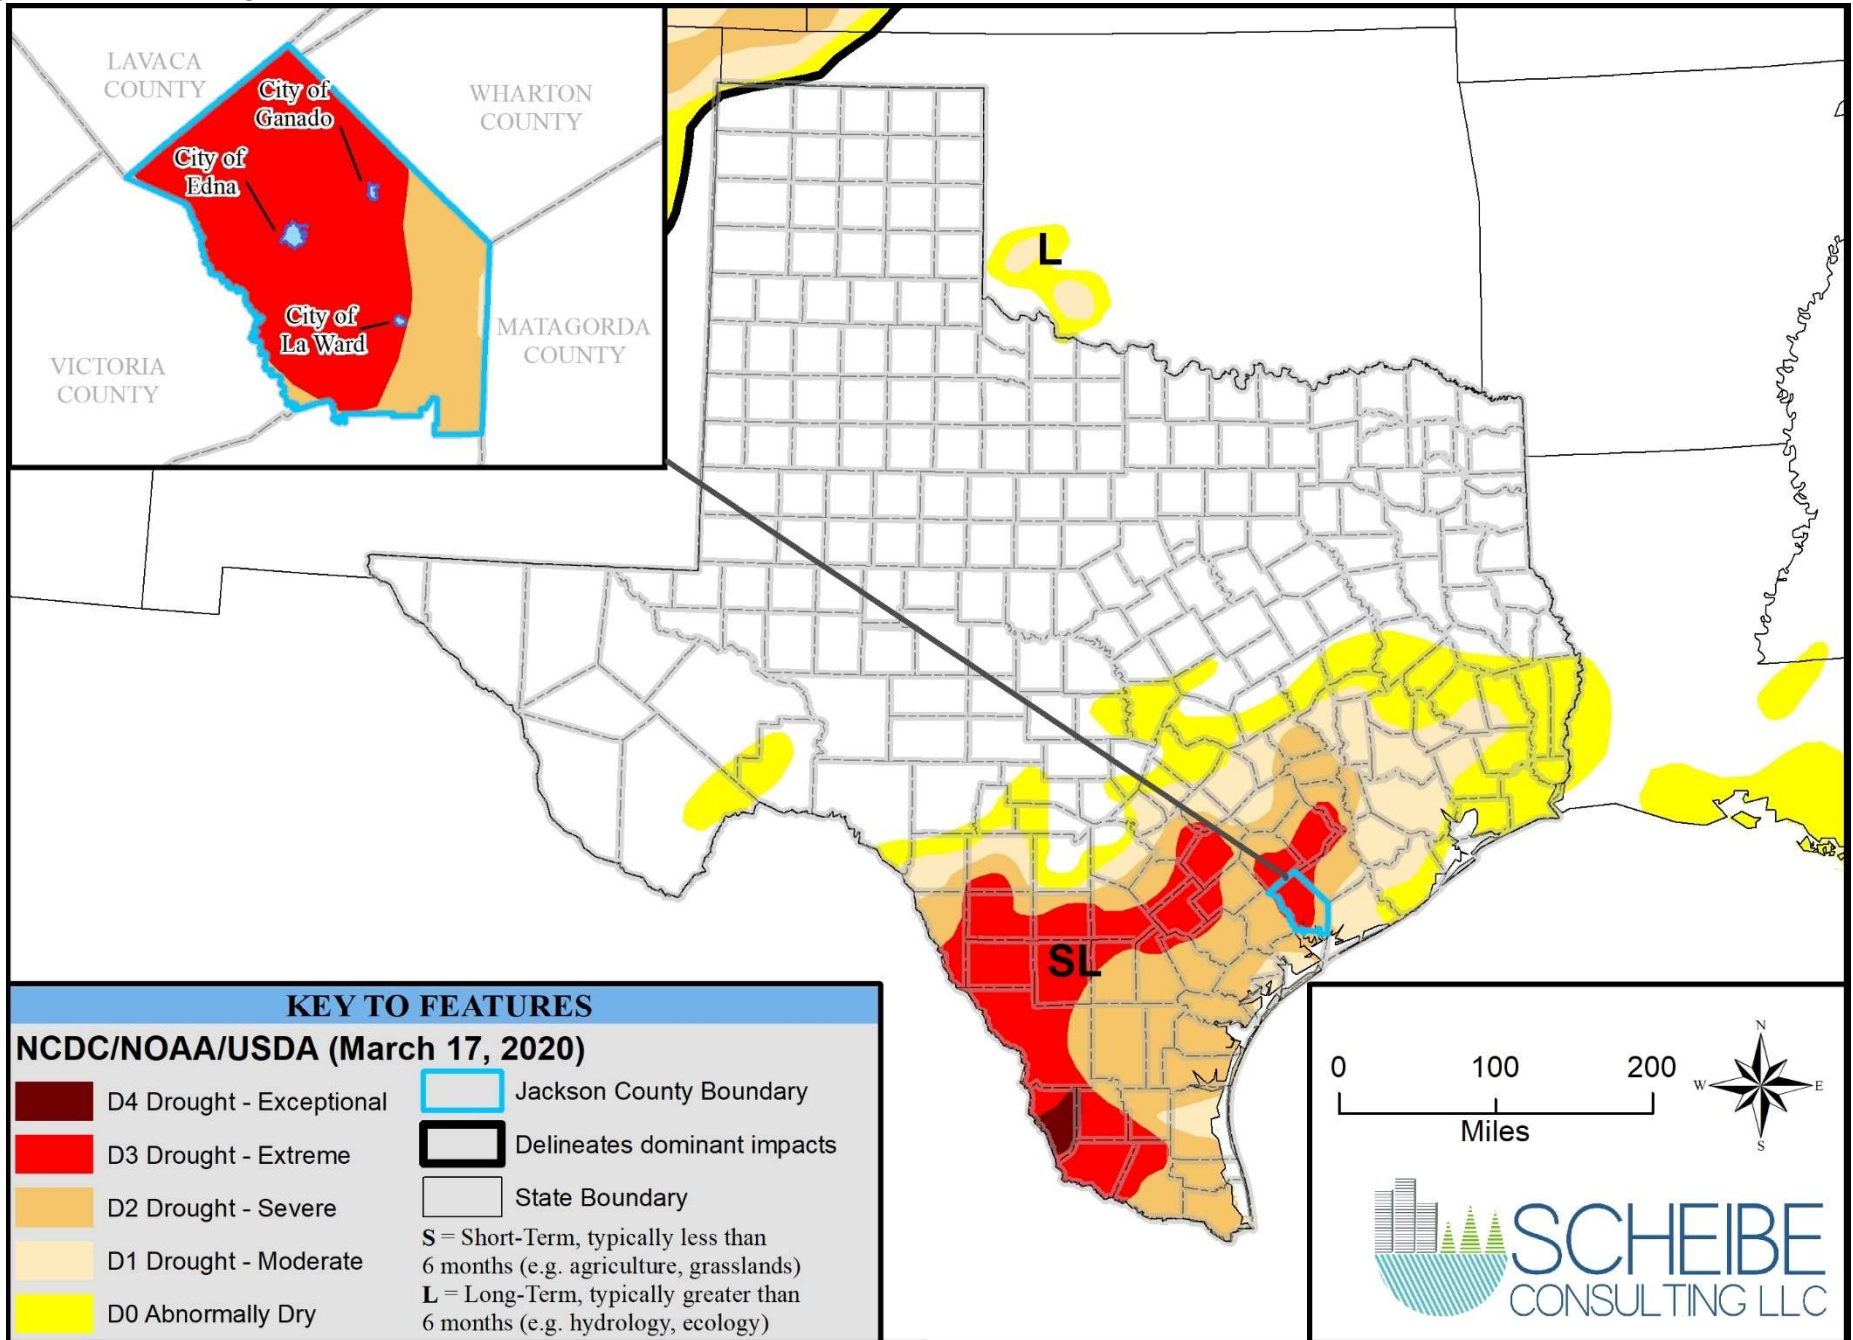 LAVACA
COUNTY
City of
Ganado
WHARTON
COUNTY
City of
Edna
City of
La Ward
MATAGORDA
COUNTY
VICTORIA
COUNTY
L
SL
KEY TO FEATURES
NCDC/NOAA/USDA (March 17, 2020)
D4 Drought - Exceptional
D3 Drought - Extreme
D2 Drought - Severe
D1 Drought - Moderate
D0 Abnormally Dry
Jackson County Boundary
Delineates dominant impacts
State Boundary
S = Short-Term, typically less than
6 months (e.g. agriculture, grasslands)
L = Long-Term, typically greater than
6 months (e.g. hydrology, ecology)
0 100 200
Miles
N
W E
S
SCHEIBE
CONSULTING LLC